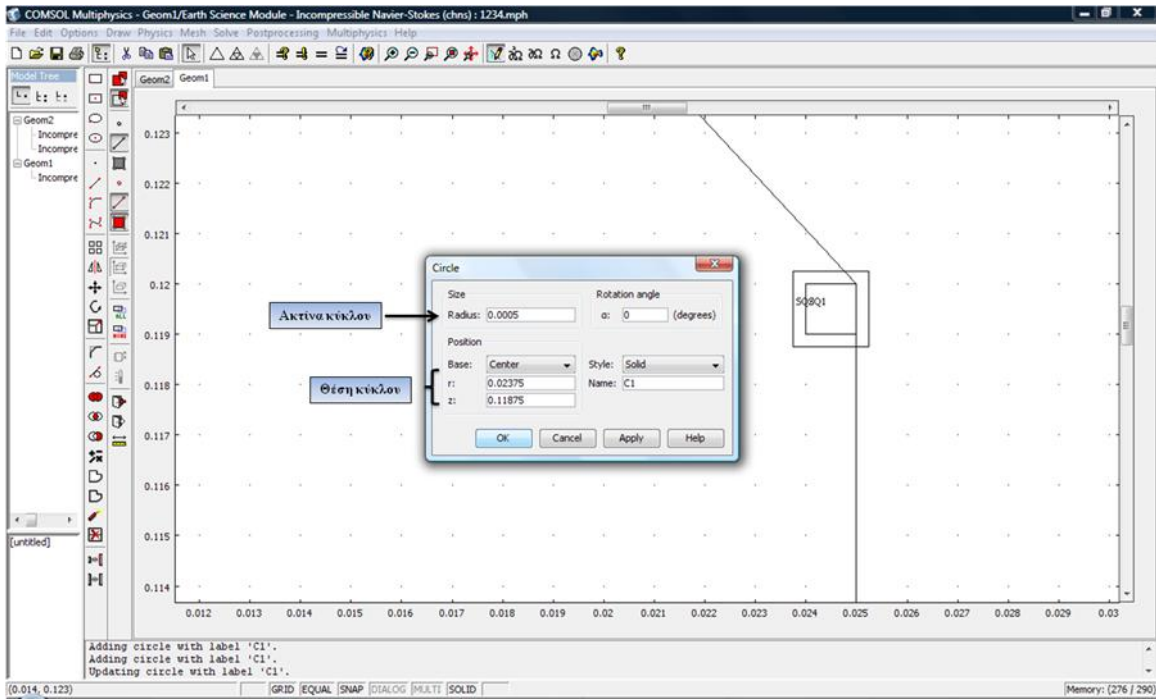 COMSOL Multiphysics - Geom1/Earth Science Module - Incompressible Navier-Stokes (chns) : 1234.mph
File Edit Options Draw Physics Mesh Solve Postprocessing Multiphysics Help
Model Tree
Geom2 Geom1
Geom2
Incompre
Incompre
Geom1
Incompre
0.123
0.122
0.121
0.12
0.119
0.118
0.117
0.116
0.115
0.114
0.012 0.013 0.014 0.015 0.016 0.017 0.018 0.019 0.02 0.021 0.022 0.023 0.024 0.025 0.026 0.027 0.028 0.029 0.03
Circle
Size
Rotation angle
Radius: 0.0005
α: 0 (degrees)
Position
Base: Center
Style: Solid
r: 0.02375
Name: C1
z: 0.11875
OK Cancel Apply Help
Ακτίνα κύκλου
Θέση κύκλου
[untitled]
Adding circle with label 'C1'.
Adding circle with label 'C1'.
Updating circle with label 'C1'.
(0.014, 0.123)
GRID EQUAL SNAP DIALOG MULTI SOLID
Memory: (276 / 290)